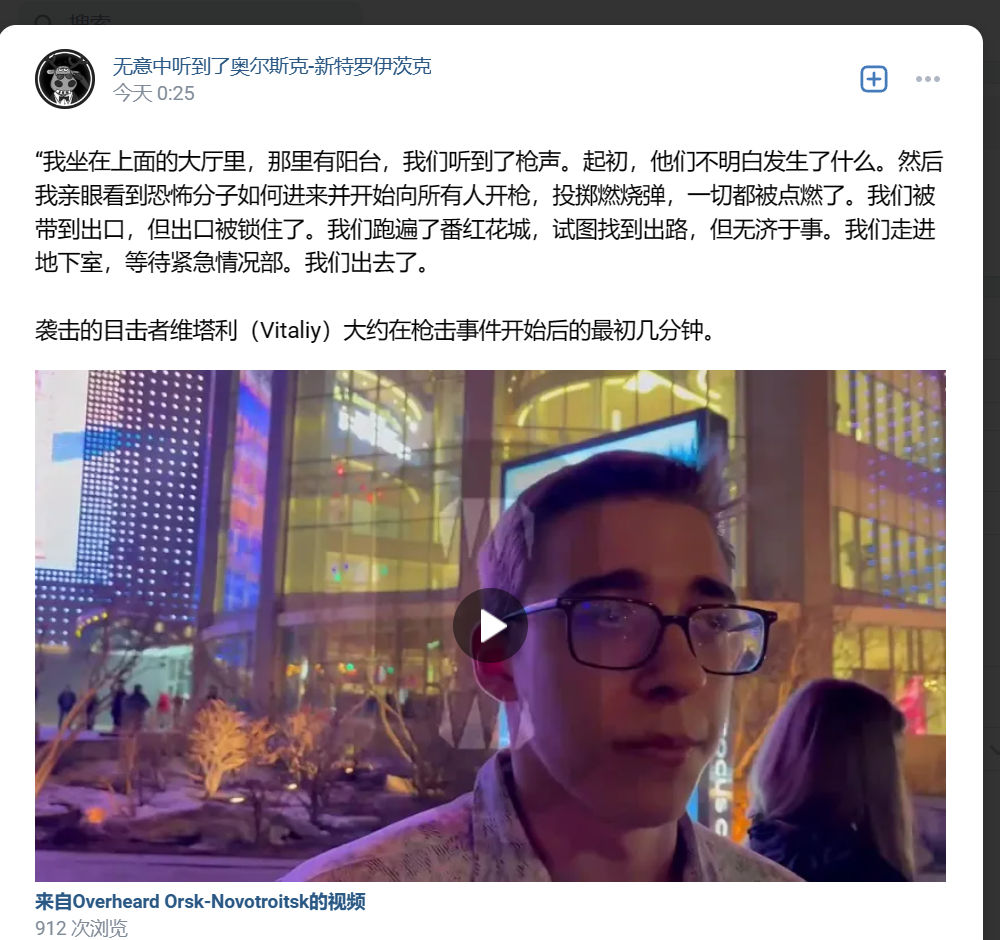 搜索
无意中听到了奥尔斯克-新特罗伊茨克
今天 0:25
“我坐在上面的大厅里，那里有阳台，我们听到了枪声。起初，他们不明白发生了什么。然后
我亲眼看到恐怖分子如何进来并开始向所有人开枪，投掷燃烧弹，一切都被点燃了。我们被
带到出口，但出口被锁住了。我们跑遍了番红花城，试图找到出路，但无济于事。我们走进
地下室，等待紧急情况部。我们出去了。
袭击的目击者维塔利（Vitaliy）大约在枪击事件开始后的最初几分钟。
来自Overheard Orsk-Novotroitsk的视频
912 次浏览